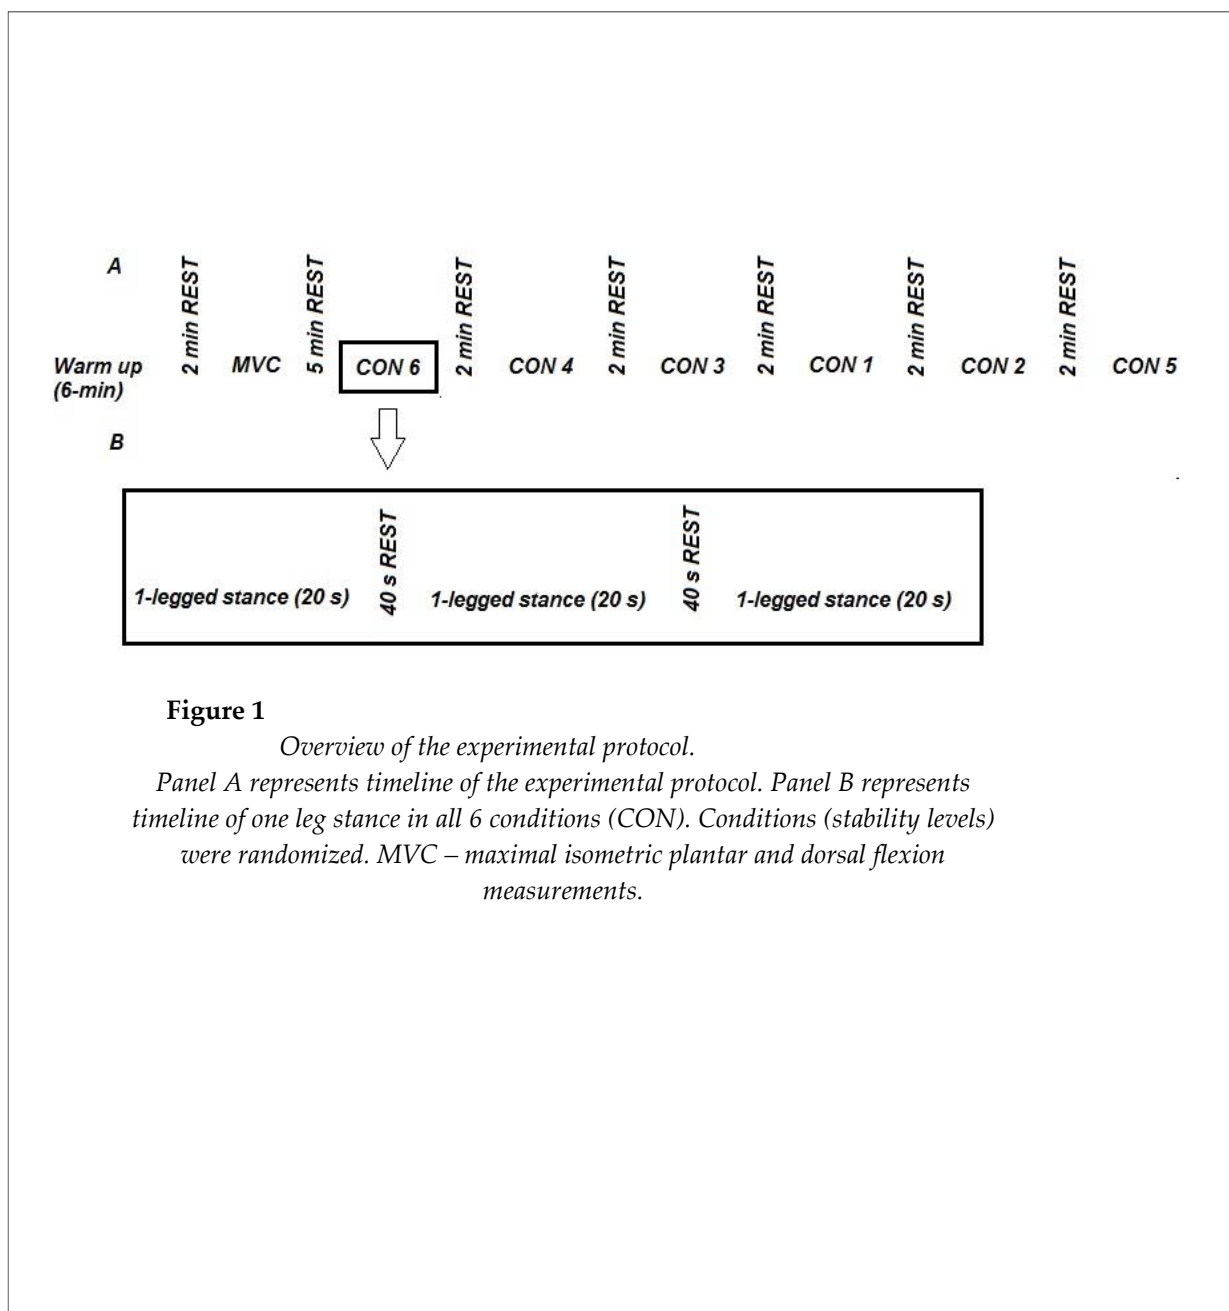 A
2 min REST
5 min REST
2 min REST
2 min REST
2 min REST
2 min REST
2 min REST
Warm up MVC CON 6 CON 4 CON 3 CON 1 CON 2 CON 5
(6-min)
B
40 s REST
40 s REST
1-legged stance (20 s) 1-legged stance (20 s) 1-legged stance (20 s)
Figure 1
Overview of the experimental protocol.
Panel A represents timeline of the experimental protocol. Panel B represents
timeline of one leg stance in all 6 conditions (CON). Conditions (stability levels)
were randomized. MVC – maximal isometric plantar and dorsal flexion
measurements.